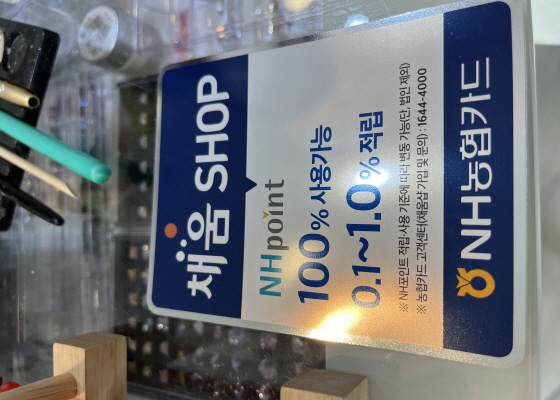 채움 SHOP
NHpoint
100% 사용가능
0.1~1.0% 적립
※ NH포인트 적립·사용 기준에 따라 변동 가능(단, 법인 제외)
※ 농협카드 고객센터(채움샵 가입 및 문의) : 1644-4000
NH농협카드